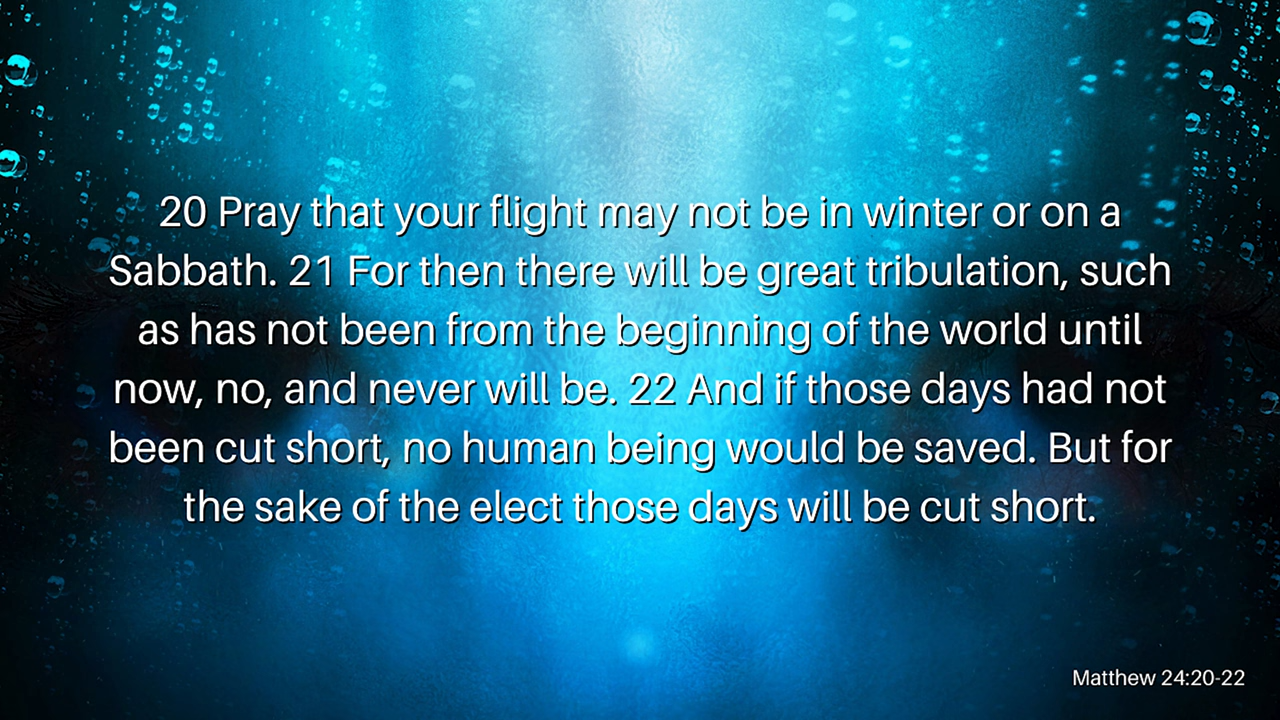 20 Pray that your flight may not be in winter or on a
Sabbath. 21 For then there will be great tribulation, such
as has not been from the beginning of the world until
now, no, and never will be. 22 And if those days had not
been cut short, no human being would be saved. But for
the sake of the elect those days will be cut short.
Matthew 24:20-22